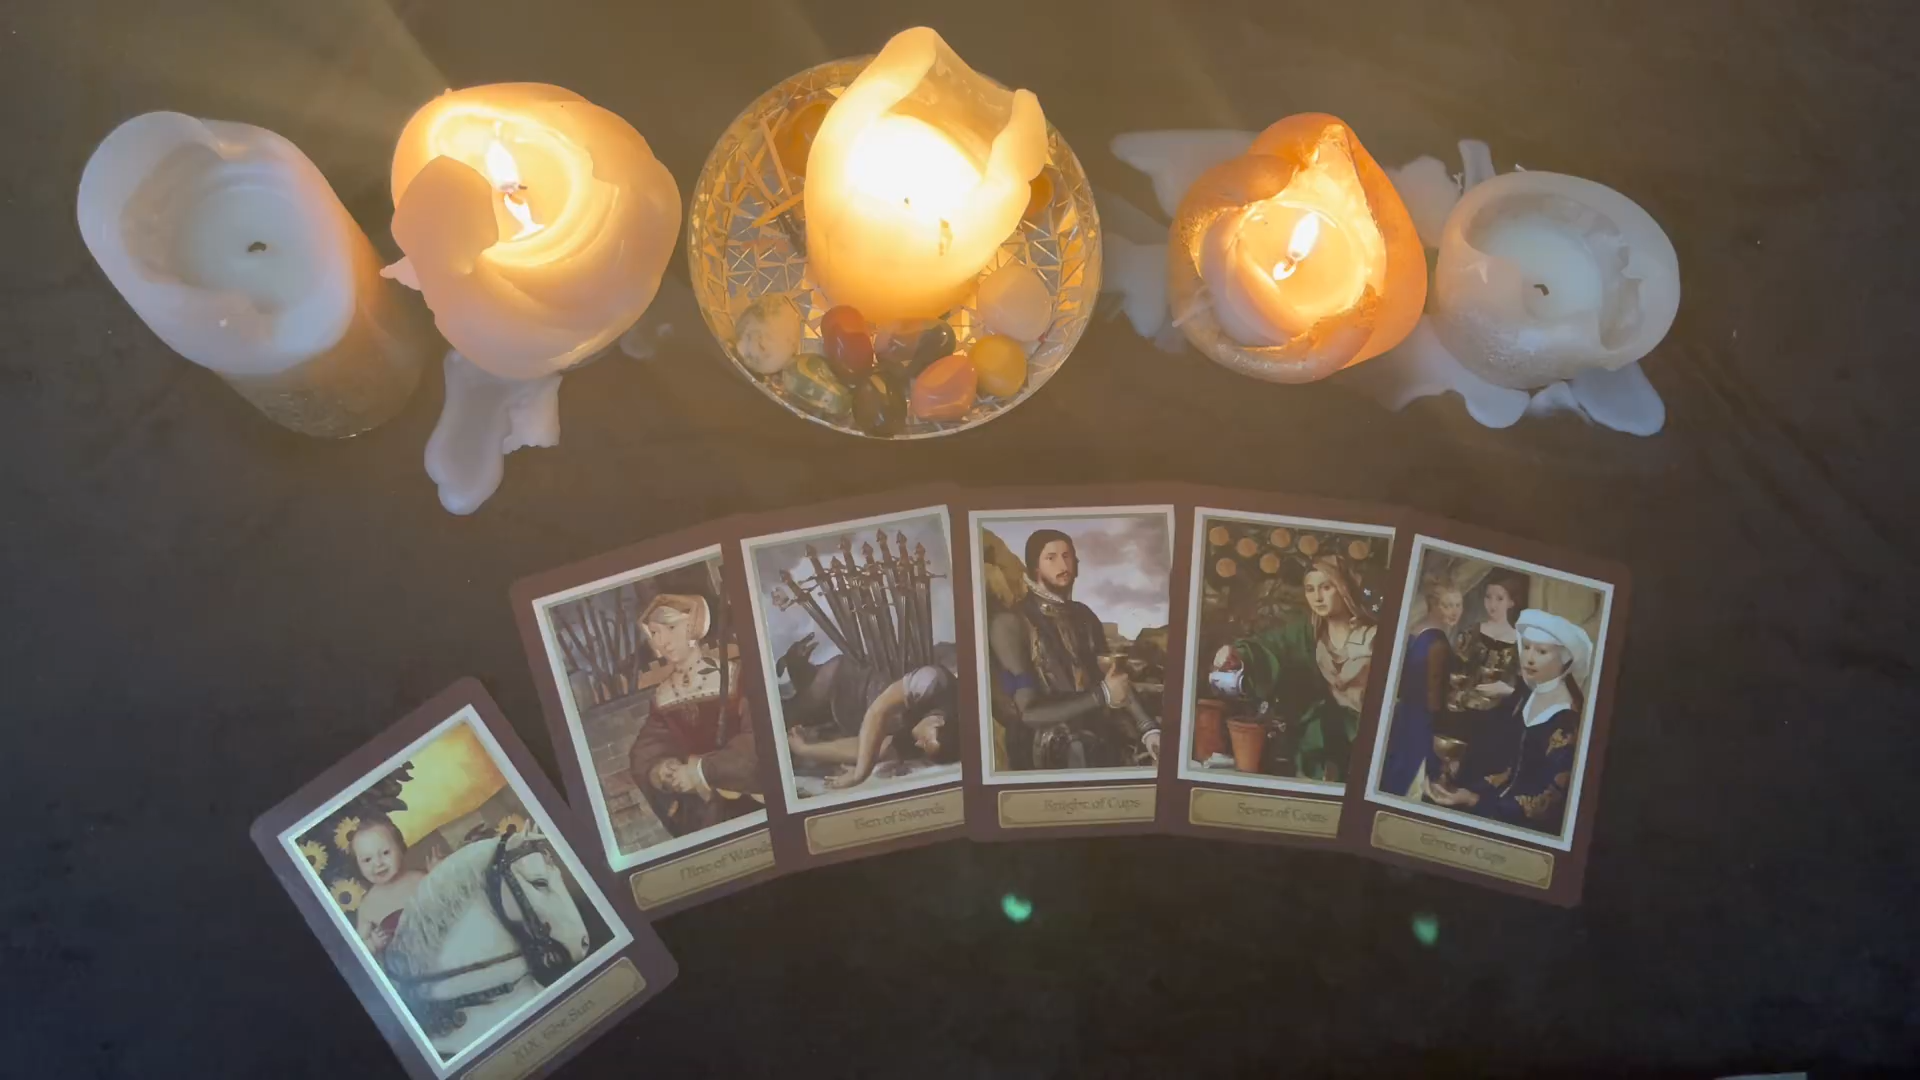 XIX. The Sun
Nine of Wands
Ten of Swords
Knight of Cups
Seven of Coins
Three of Cups